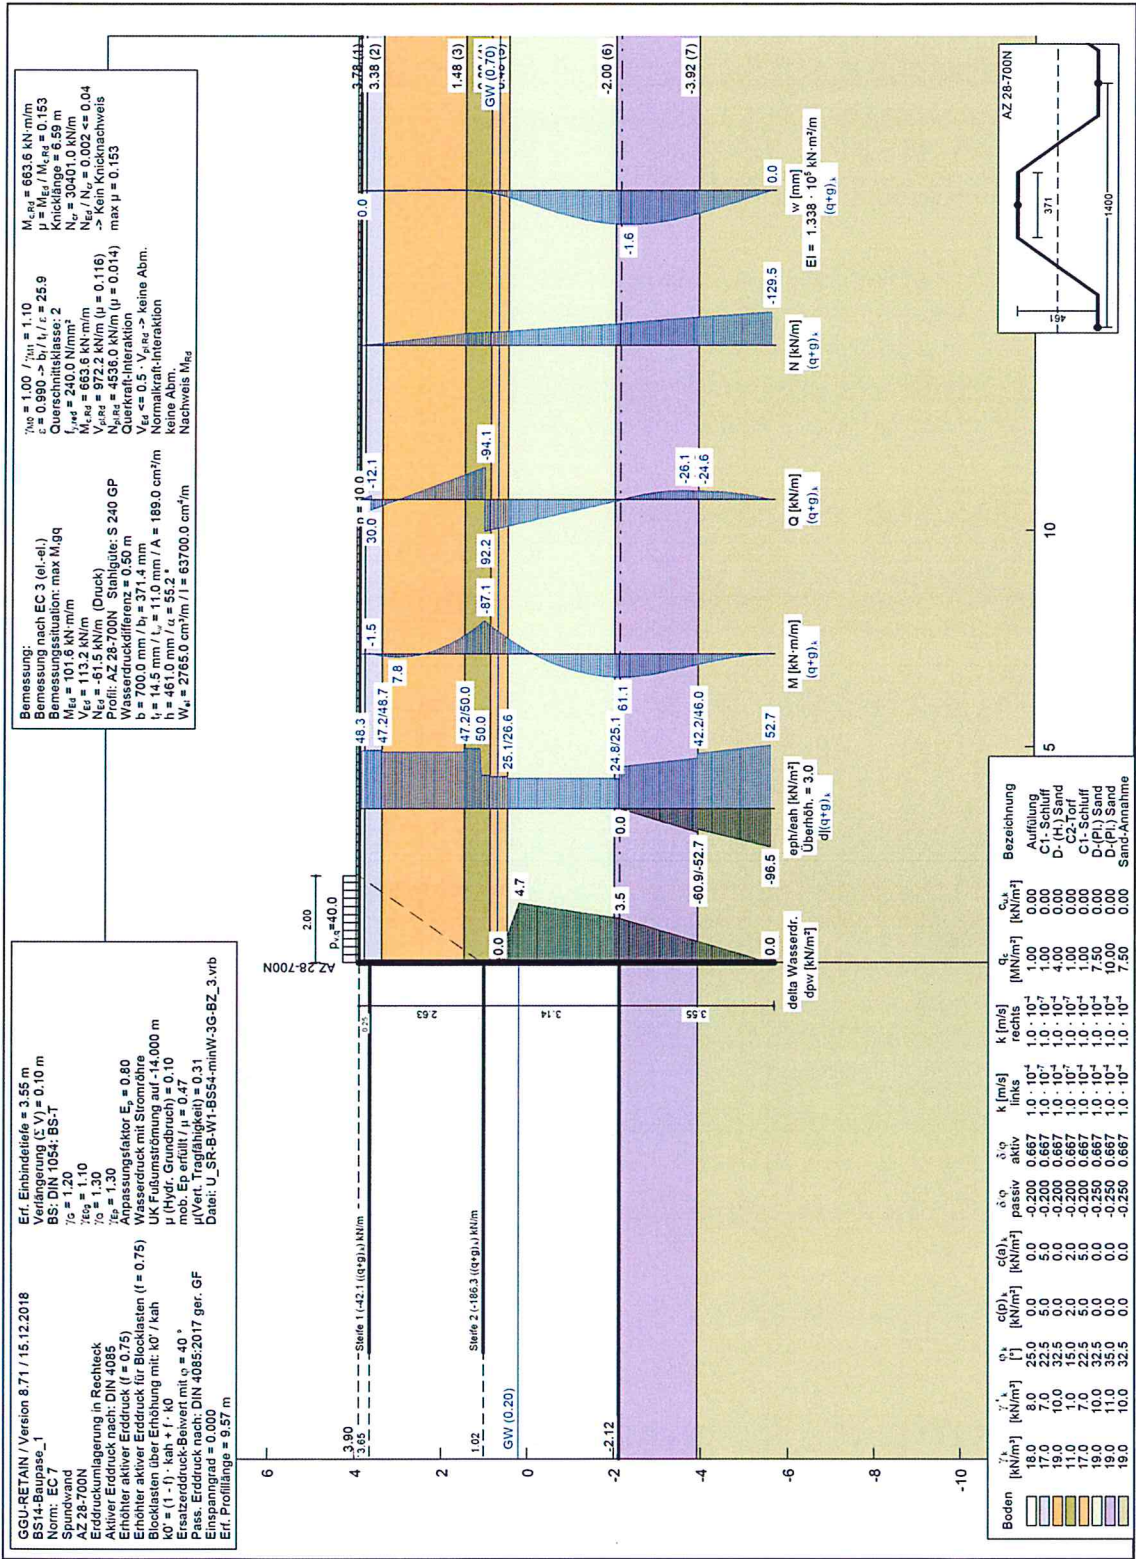 GGU-RETAIN / Version 8.71 / 15.12.2018
BS14-Baupase_1
Norm: EC 7
Spundwand
AZ 28-700N
Erddruckumlagerung in Rechteck
Aktiver Erddruck nach: DIN 4085
Erhöhter aktiver Erddruck (f = 0.75)
Erhöhter aktiver Erddruck für Blocklasten (f = 0.75)
Blocklasten über Erhöhung mit: k0' / kah
k0' = (1 - f) · kah + f · k0
Ersatzerddruck-Beiwert mit φ = 40 °
Pass. Erddruck nach: DIN 4085:2017 ger. GF
Einspanngrad = 0.000
Erf. Profillänge = 9.57 m
Erf. Einbindetiefe = 3.55 m
Verlängerung (Σ V) = 0.10 m
BS: DIN 1054: BS-T
γG = 1.20
γE0g = 1.10
γQ = 1.30
γEp = 1.30
Anpassungsfaktor Ep = 0.80
Wasserdruck mit Stromröhre
UK Fußumströmung auf -14.000 m
μ (Hydr. Grundbruch) = 0.10
mob. Ep erfüllt / μ = 0.47
μ(Vert. Tragfähigkeit) = 0.31
Datei: U_SR-B-W1-BS54-minW-3G-BZ_3.vrb
Bemessung:
Bemessung nach EC 3 (el.-el.)
Bemessungssituation: max M,gq
MEd = 101.6 kN·m/m
VEd = 113.2 kN/m
NEd = -61.5 kN/m (Druck)
Profil: AZ 28-700N Stahlgüte: S 240 GP
Wasserdruckdifferenz = 0.50 m
b = 700.0 mm / bf = 371.4 mm
tf = 14.5 mm / tw = 11.0 mm / A = 189.0 cm²/m
h = 461.0 mm / α = 55.2 °
Wel = 2765.0 cm³/m / I = 63700.0 cm⁴/m
γM0 = 1.00 / γM1 = 1.10
ε = 0.990 -> bf / tf / ε = 25.9
Querschnittsklasse: 2
fy,red = 240.0 N/mm²
Mc,Rd = 663.6 kN·m/m
Vpl,Rd = 972.2 kN/m (μ = 0.116)
Npl,Rd = 4536.0 kN/m (μ = 0.014)
Querkraft-Interaktion
VEd <= 0.5 · Vpl,Rd -> keine Abm.
Normalkraft-Interaktion
keine Abm.
Nachweis MRd
Mc,Rd = 663.6 kN·m/m
μ = MEd / Mc,Rd = 0.153
Knicklänge = 6.59 m
Ncr = 30401.0 kN/m
NEd / Ncr = 0.002 <= 0.04
-> Kein Knicknachweis
max μ = 0.153
AZ 28-700N
2.00
pv,q=40.0
3.90
3.65
Steife 1 (-42.1 ((q+g)k) kN/m
1.02
Steife 2 (-186.3 ((q+g)k) kN/m
GW (0.20)
-2.12
0.25
2.63
3.14
3.55
6
4
2
0
-2
-4
-6
-8
-10
5
10
0.0
4.7
3.5
0.0
delta Wasserdr.
dpw [kN/m²]
48.3
47.2/48.7
47.2/50.0
50.0
25.1/26.6
24.8/25.1
0.0
42.2/46.0
-60.9/-52.7
52.7
-96.5
eph/eah [kN/m²]
Überhöh. = 3.0
d|(q+g)k
-1.5
7.8
-87.1
61.1
M [kN·m/m]
(q+g)k
30.0
-12.1
-94.1
92.2
-26.1
-24.6
Q [kN/m]
(q+g)k
-129.5
N [kN/m]
(q+g)k
0.0
-1.6
0.0
w [mm]
EI = 1.338 · 10⁵ kN·m²/m
(q+g)k
3.78 (1)
3.38 (2)
1.48 (3)
GW (0.70)
-2.00 (6)
-3.92 (7)
Boden γk [kN/m³] γ'k [kN/m³] φk [°] c(p)k [kN/m²] c(a)k [kN/m²] δ/φ passiv δ/φ aktiv k [m/s] links k [m/s] rechts qc [MN/m²] cu,k [kN/m²] Bezeichnung
18.0 8.0 25.0 0.0 0.0 -0.200 0.667 1.0 · 10⁻⁴ 1.0 · 10⁻⁴ 1.00 0.00 Auffülung
17.0 7.0 22.5 5.0 5.0 -0.200 0.667 1.0 · 10⁻⁷ 1.0 · 10⁻⁷ 1.00 0.00 C1- Schluff
19.0 10.0 32.5 0.0 0.0 -0.200 0.667 1.0 · 10⁻⁴ 1.0 · 10⁻⁴ 4.00 0.00 D- (H.) Sand
11.0 1.0 15.0 2.0 2.0 -0.200 0.667 1.0 · 10⁻⁷ 1.0 · 10⁻⁷ 1.00 0.00 C2-Torf
17.0 7.0 22.5 5.0 5.0 -0.200 0.667 1.0 · 10⁻⁷ 1.0 · 10⁻⁷ 1.00 0.00 C1- Schluff
19.0 10.0 32.5 0.0 0.0 -0.250 0.667 1.0 · 10⁻⁴ 1.0 · 10⁻⁴ 7.50 0.00 D-(Pl.) Sand
19.0 11.0 35.0 0.0 0.0 -0.250 0.667 1.0 · 10⁻⁴ 1.0 · 10⁻⁴ 10.00 0.00 D-(Pl.) Sand
19.0 10.0 32.5 0.0 0.0 -0.250 0.667 1.0 · 10⁻⁴ 1.0 · 10⁻⁴ 7.50 0.00 Sand-Annahme
AZ 28-700N
371
461
1400